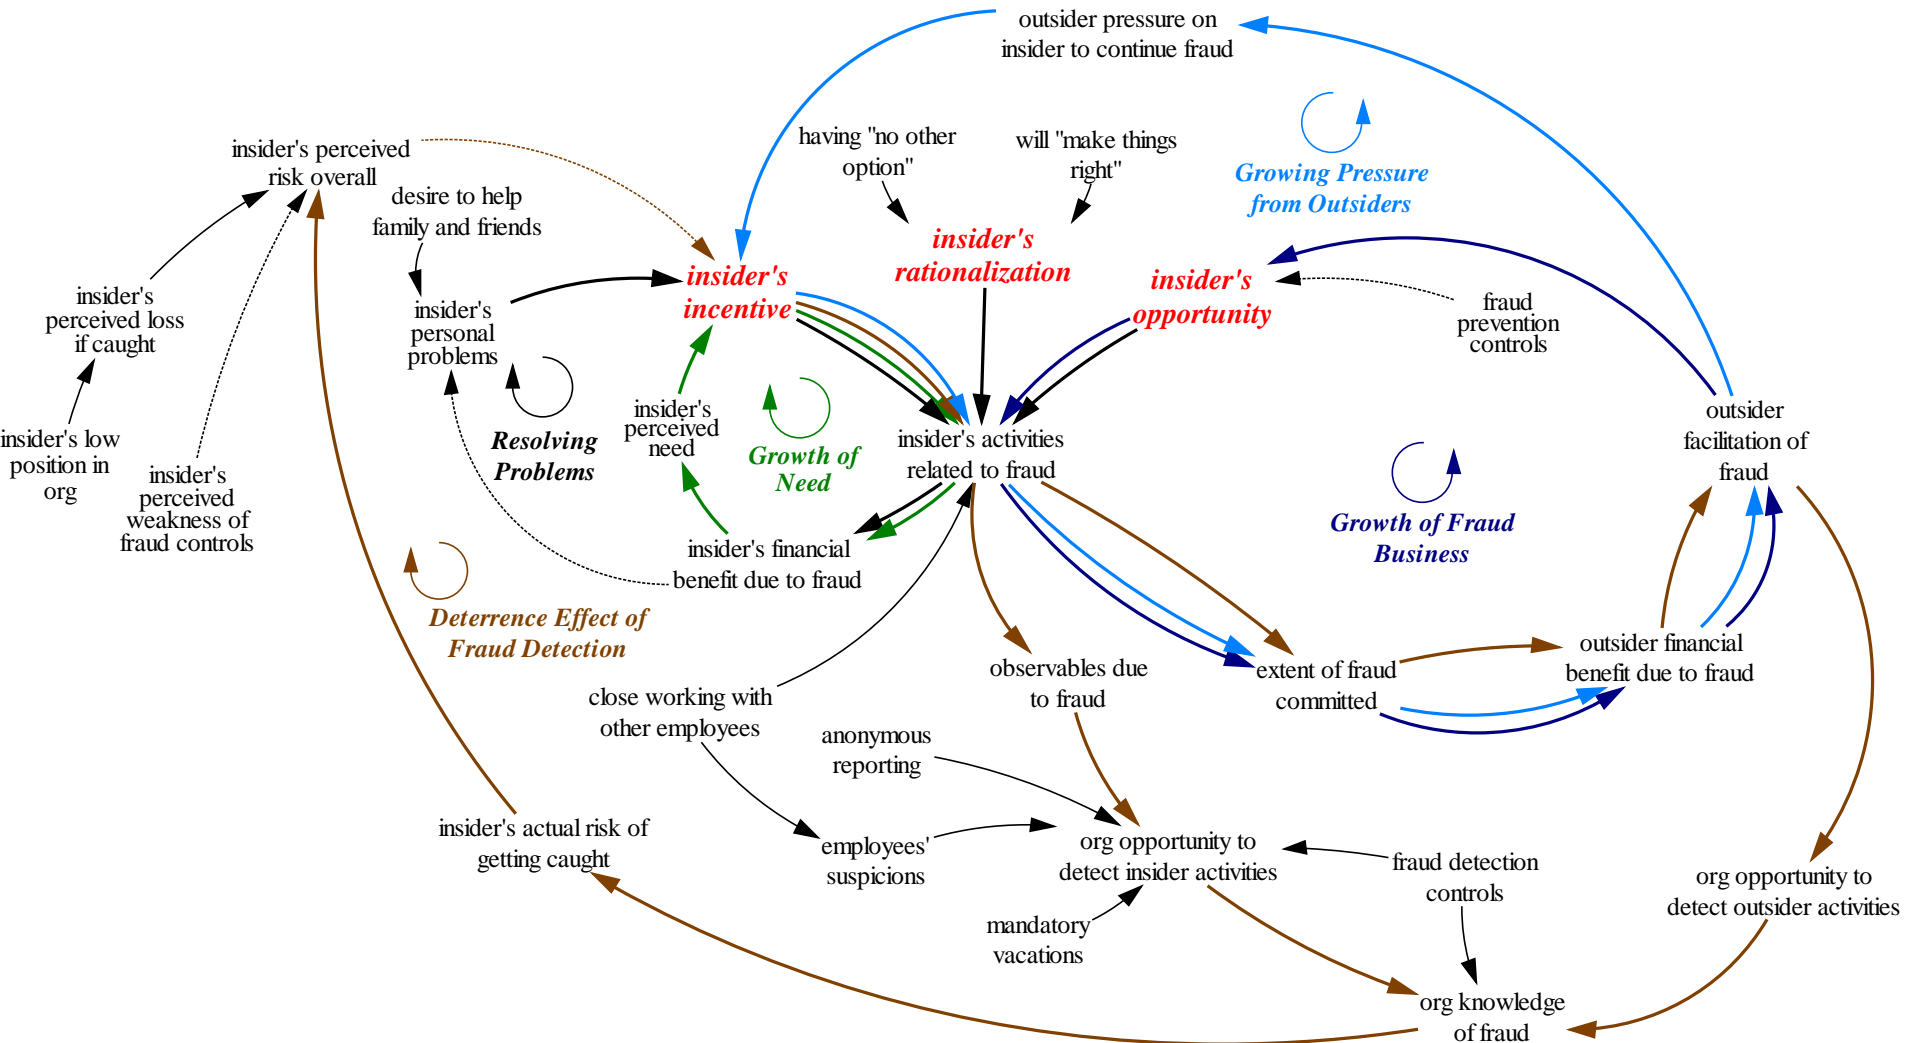 outsider pressure on
insider to continue fraud
having "no other
option"
will "make things
right"
insider's perceived
risk overall
desire to help
family and friends
Growing Pressure
from Outsiders
insider's
rationalization
insider's
incentive
insider's
opportunity
insider's
perceived loss
if caught
insider's
personal
problems
fraud
prevention
controls
insider's
perceived
need
outsider
facilitation of
fraud
insider's low
position in
org
Resolving
Problems
Growth of
Need
insider's activities
related to fraud
insider's
perceived
weakness of
fraud controls
Growth of Fraud
Business
insider's financial
benefit due to fraud
Deterrence Effect of
Fraud Detection
outsider financial
benefit due to fraud
observables due
to fraud
extent of fraud
committed
close working with
other employees
anonymous
reporting
insider's actual risk of
getting caught
employees'
suspicions
org opportunity to
detect insider activities
fraud detection
controls
org opportunity to
detect outsider activities
mandatory
vacations
org knowledge
of fraud